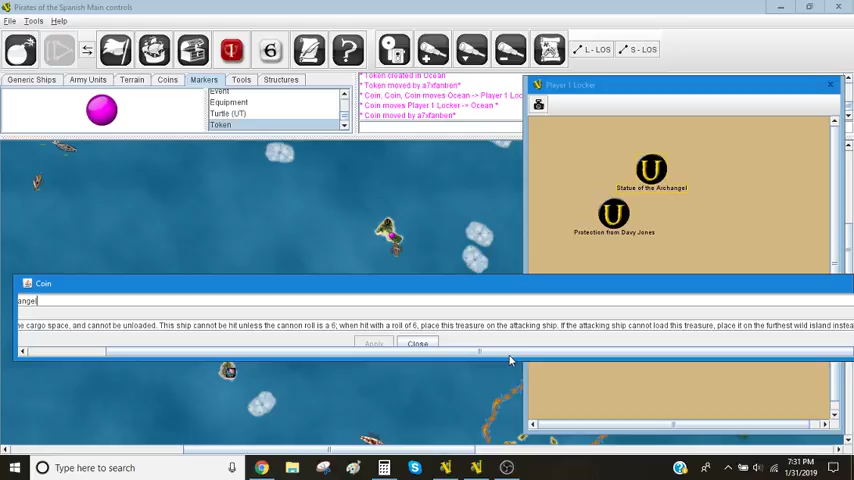 Pirates of the Spanish Main controls
File Tools Help
L - LOS
S - LOS
Generic Ships Army Units Terrain Coins Markers Tools Structures
Event
Equipment
Turtle (UT)
Token
* Token created in Ocean
* Token moved by a7xfanben*
* Coin, Coin, Coin moves Ocean -> Player 1 Loc
* Coin moves Player 1 Locker -> Ocean *
* Coin moved by a7xfanben*
Player 1 Locker
Statue of the Archangel
Protection from Davy Jones
Coin
angel
cargo space, and cannot be unloaded. This ship cannot be hit unless the cannon roll is a 6; when hit with a roll of 6, place this treasure on the attacking ship. If the attacking ship cannot load this treasure, place it on the furthest wild island instea
Apply Close
Type here to search
7:31 PM
1/31/2019